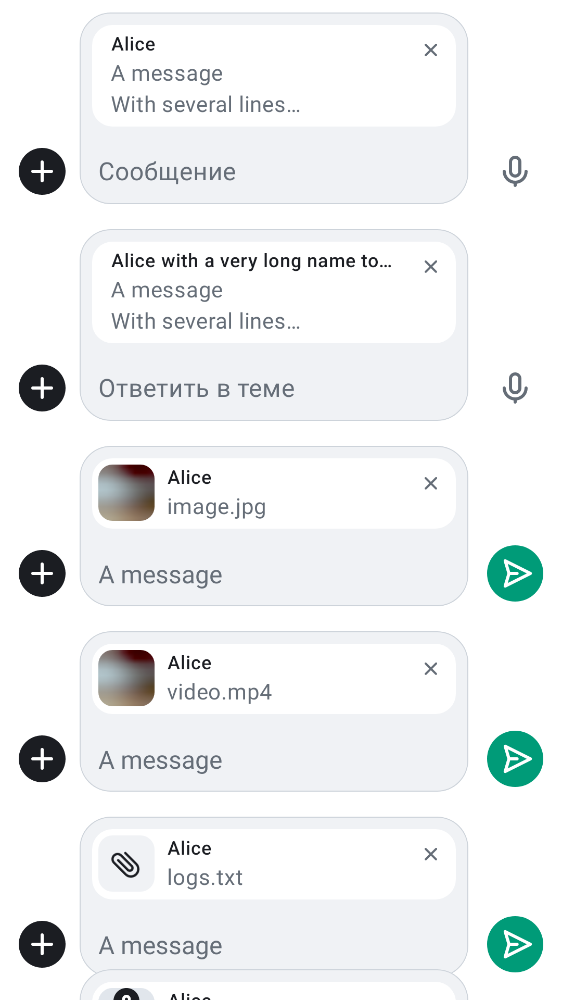 Alice
A message
With several lines…
Сообщение
Alice with a very long name to…
A message
With several lines…
Ответить в теме
Alice
image.jpg
A message
Alice
video.mp4
A message
Alice
logs.txt
A message
Alice